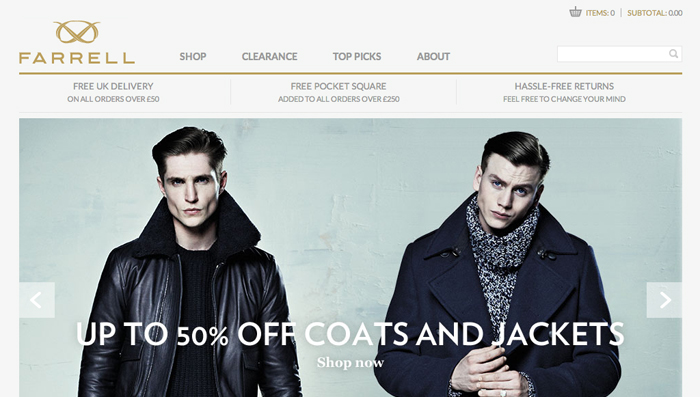 ITEMS: 0 | SUBTOTAL: 0.00
FARRELL
SHOP CLEARANCE TOP PICKS ABOUT
FREE UK DELIVERY
ON ALL ORDERS OVER £50
FREE POCKET SQUARE
ADDED TO ALL ORDERS OVER £250
HASSLE-FREE RETURNS
FEEL FREE TO CHANGE YOUR MIND
UP TO 50% OFF COATS AND JACKETS
Shop now